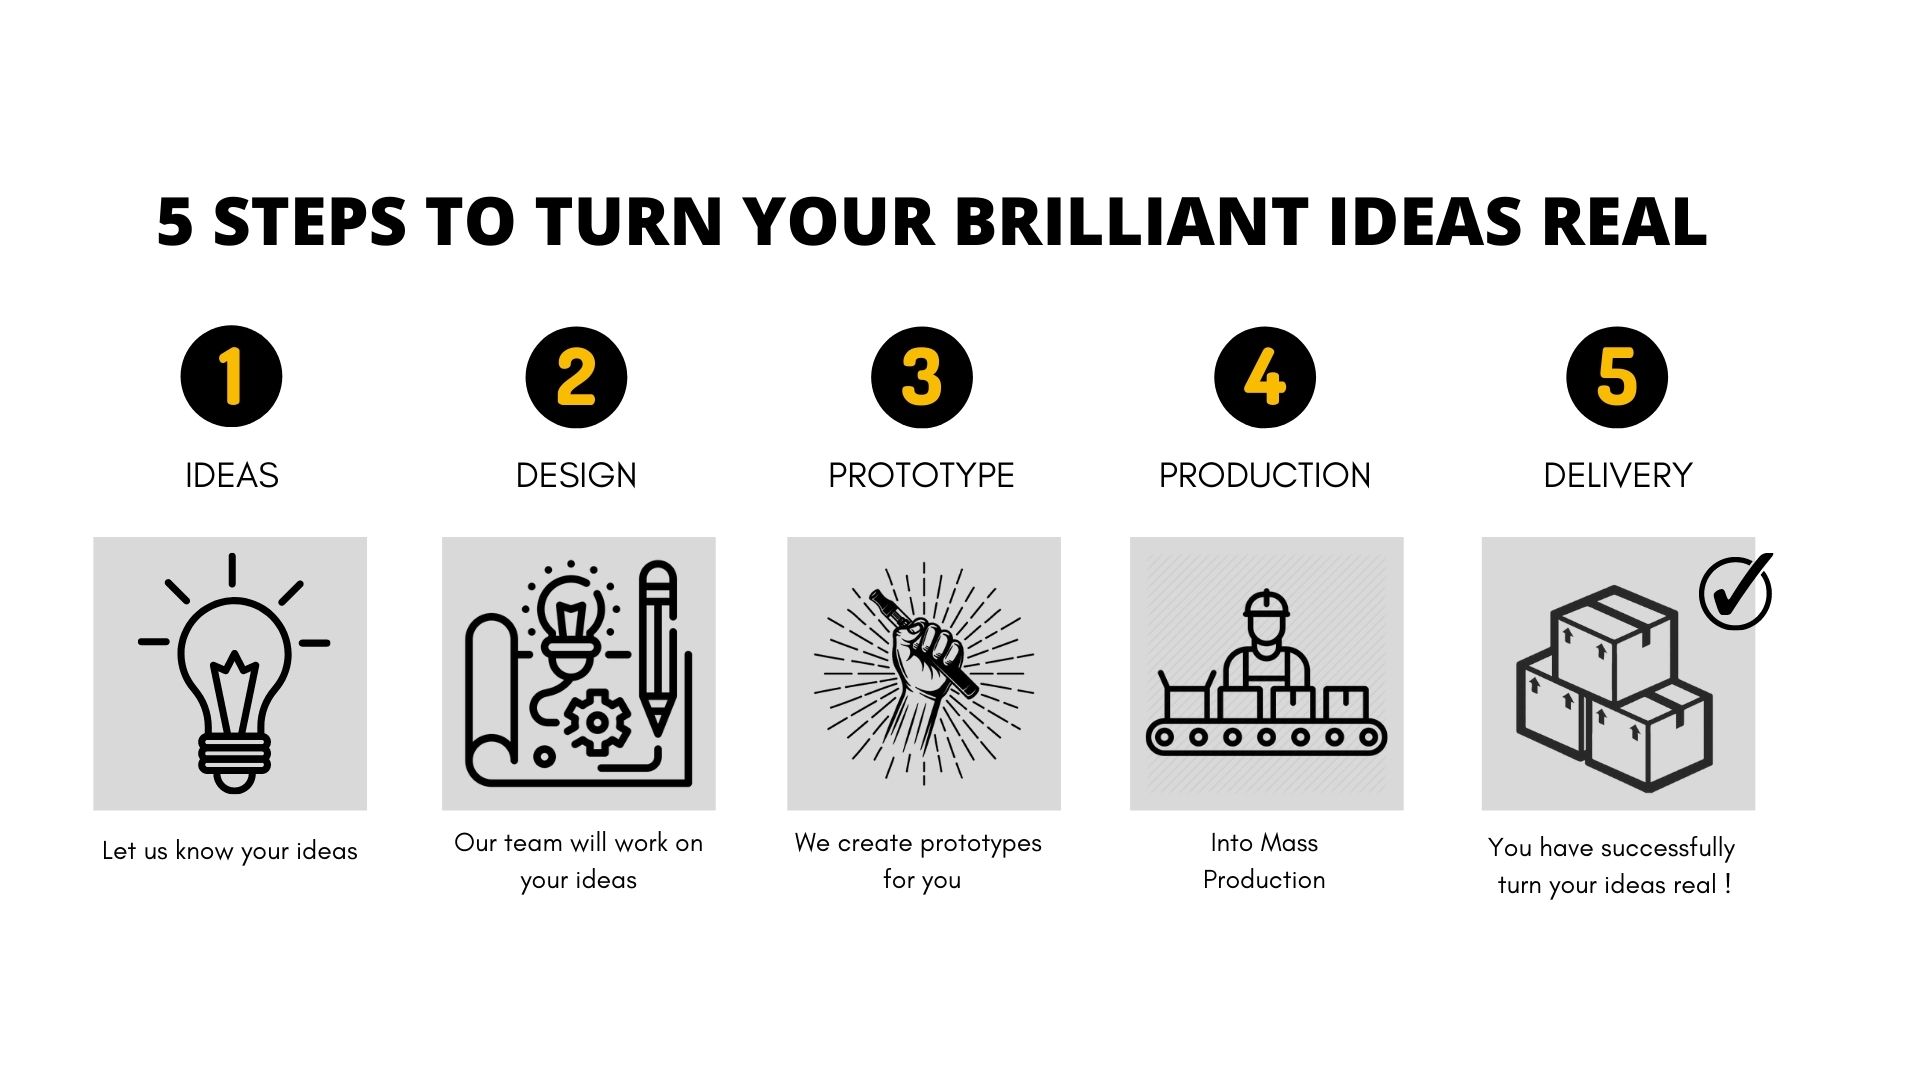 5 STEPS TO TURN YOUR BRILLIANT IDEAS REAL
1
IDEAS
Let us know your ideas
2
DESIGN
Our team will work on
your ideas
3
PROTOTYPE
We create prototypes
for you
4
PRODUCTION
Into Mass
Production
5
DELIVERY
You have successfully
turn your ideas real !